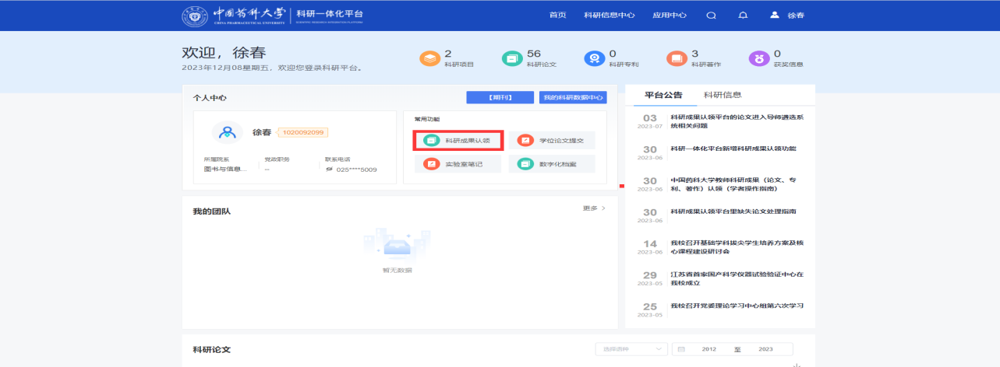 中国药科大学 科研一体化平台
CHINA PHARMACEUTICAL UNIVERSITY SCIENTIFIC RESEARCH INTEGRATION PLATFORM
首页 科研信息中心 应用中心 徐春
欢迎，徐春
2023年12月08星期五，欢迎您登录科研平台。
2
科研项目
56
科研论文
0
科研专利
3
科研著作
0
获奖信息
个人中心
【期刊】 我的科研数据中心
徐春 1020092099
所属院系 党政职务 联系电话
图书与信息... -- 025****5009
常用功能
科研成果认领 学位论文提交
实验室笔记 数字化档案
我的团队 更多 >
暂无数据
平台公告 科研信息
03
2023-07
科研成果认领平台的论文进入导师遴选系
统相关问题
30
2023-06
科研一体化平台新增科研成果认领功能
30
2023-06
中国药科大学教师科研成果（论文、专
利、著作）认领（学者操作指南）
30
2023-06
科研成果认领平台里缺失论文处理指南
14
2023-06
我校召开基础学科拔尖学生培养方案及核
心课程建设研讨会
29
2023-05
江苏省首家国产科学仪器试验验证中心在
我校成立
25
2023-05
我校召开党委理论学习中心组第六次学习
科研论文
选择语种 2012 至 2023